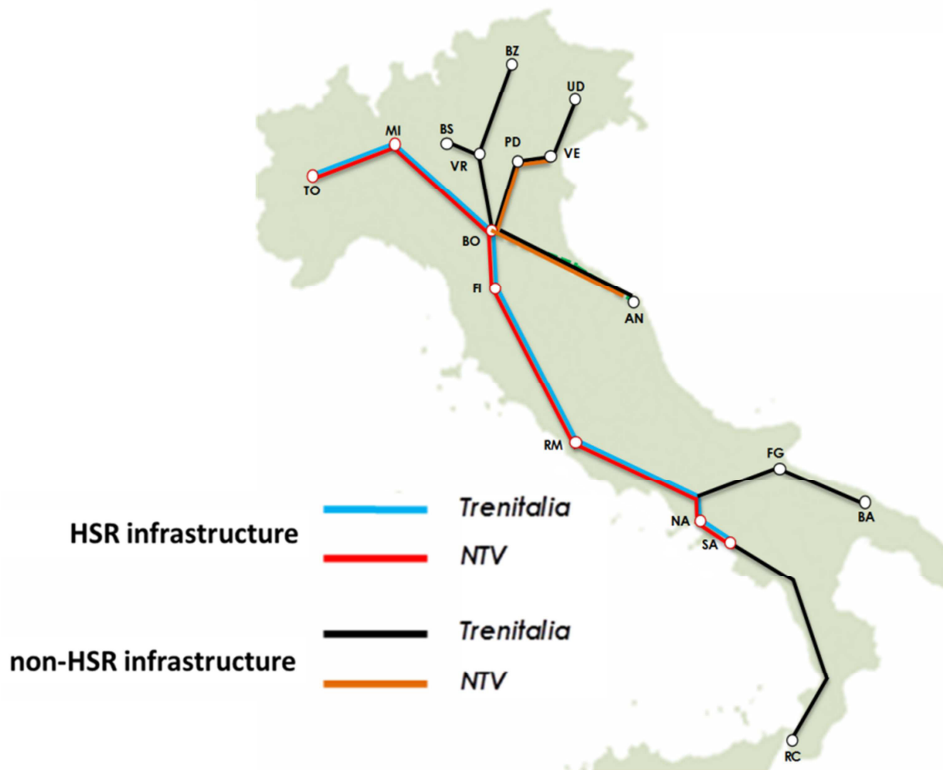 BZ
UD
MI
BS
PD
VE
VR
TO
BO
FI
AN
RM
FG
BA
NA
SA
RC
HSR infrastructure
Trenitalia
NTV
non-HSR infrastructure
Trenitalia
NTV